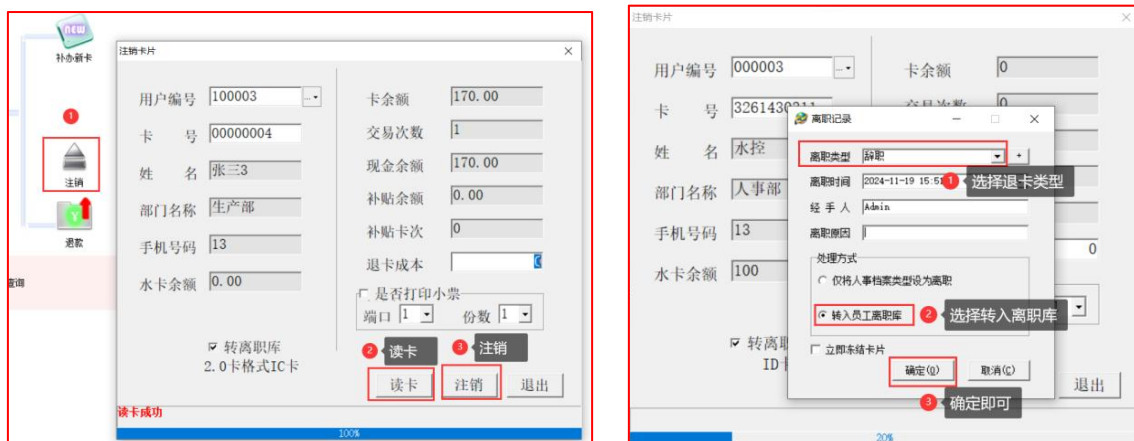 NEW
补办新卡
1
注销
退款
查询
注销卡片
用户编号 100003
卡 号 00000004
姓 名 张三3
部门名称 生产部
手机号码 13
水卡余额 0.00
卡余额 170.00
交易次数 1
现金余额 170.00
补贴余额 0.00
补贴卡次 0
退卡成本 0
是否打印小票
端口 1 份数 1
转离职库
2.0卡格式IC卡
2 读卡
3 注销
读卡 注销 退出
读卡成功
100%
注销卡片
用户编号 000003
卡余额 0
卡 号 3261430211
交易次数 0
姓 名 水控
部门名称 人事部
手机号码 13
0
水卡余额 100
转离职
ID卡
退出
20%
离职记录
离职类型 辞职
+
离职时间 2024-11-19 15:51
1 选择退卡类型
经 手 人 Admin
离职原因
处理方式
仅将人事档案类型设为离职
转入员工离职库
2 选择转入离职库
立即冻结卡片
确定(O) 取消(C)
3 确定即可